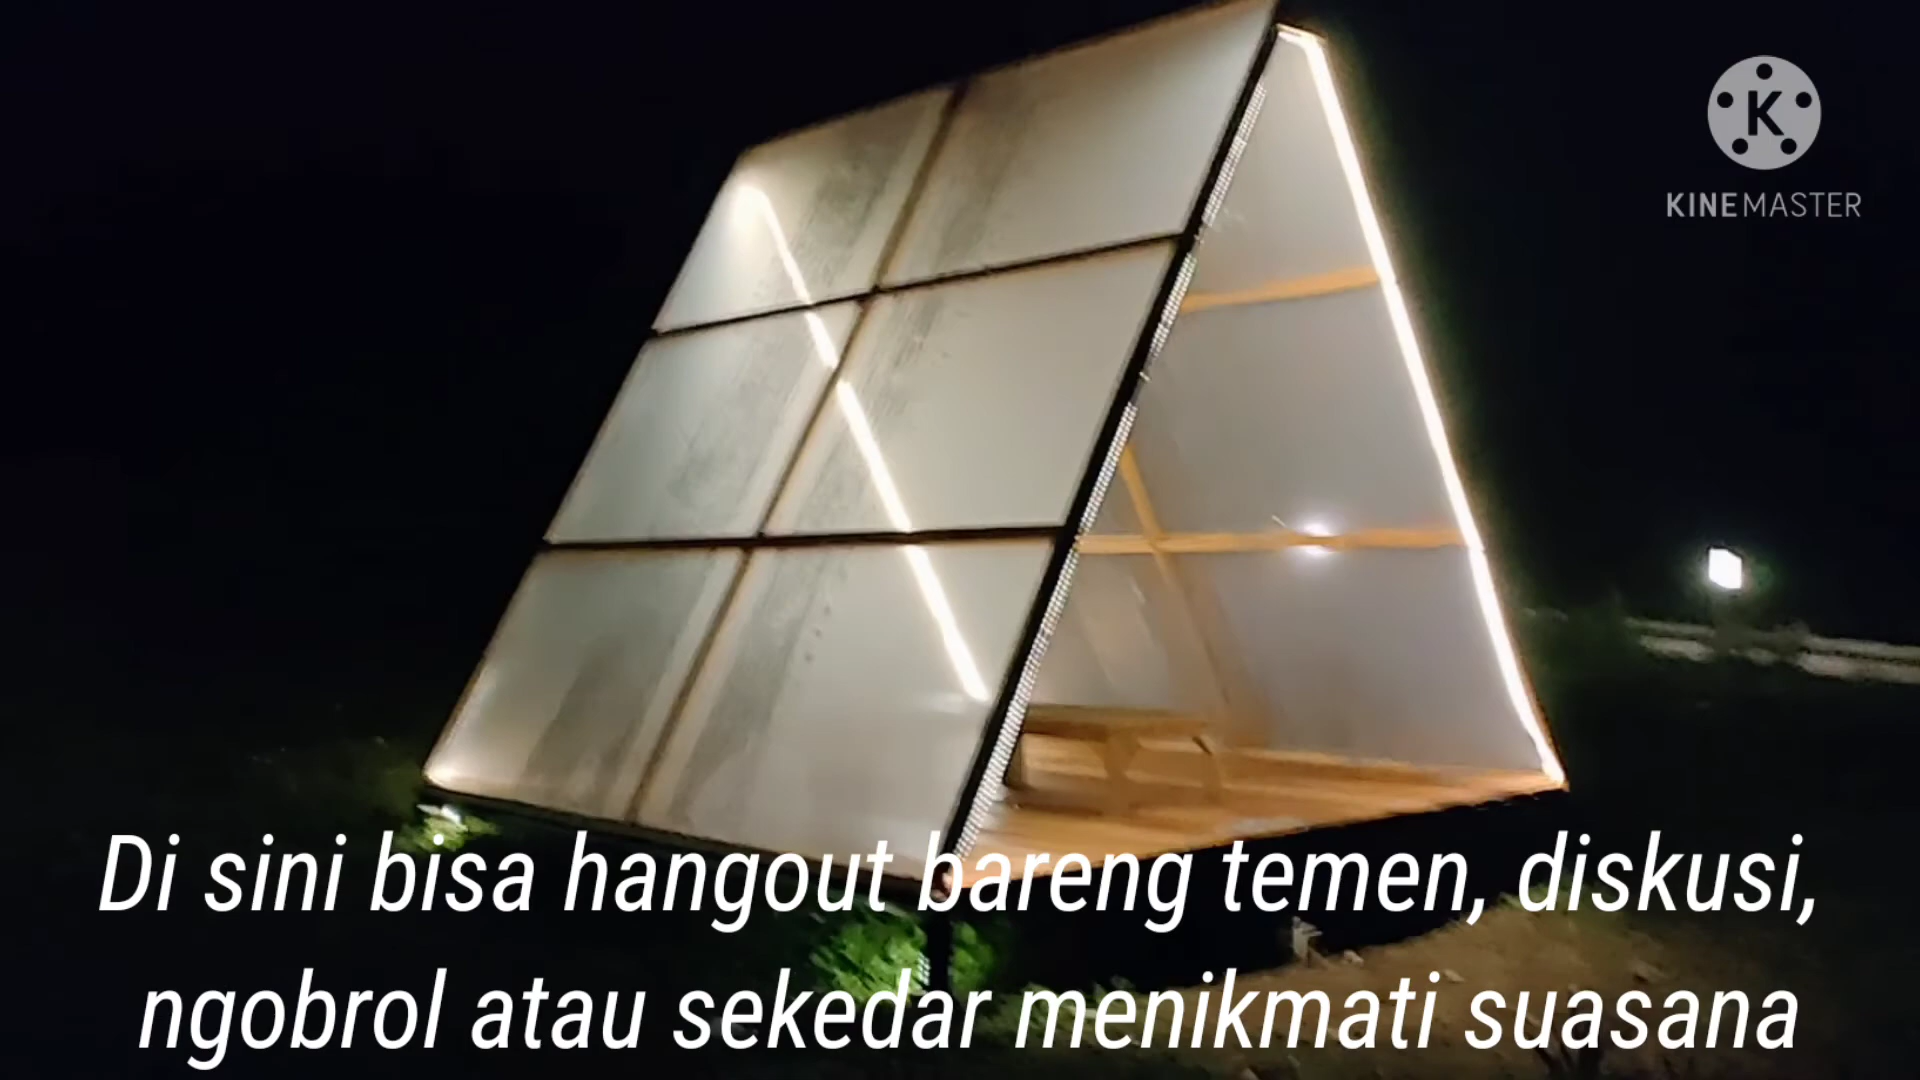 K
KINEMASTER
Di sini bisa hangout bareng temen, diskusi,
ngobrol atau sekedar menikmati suasana